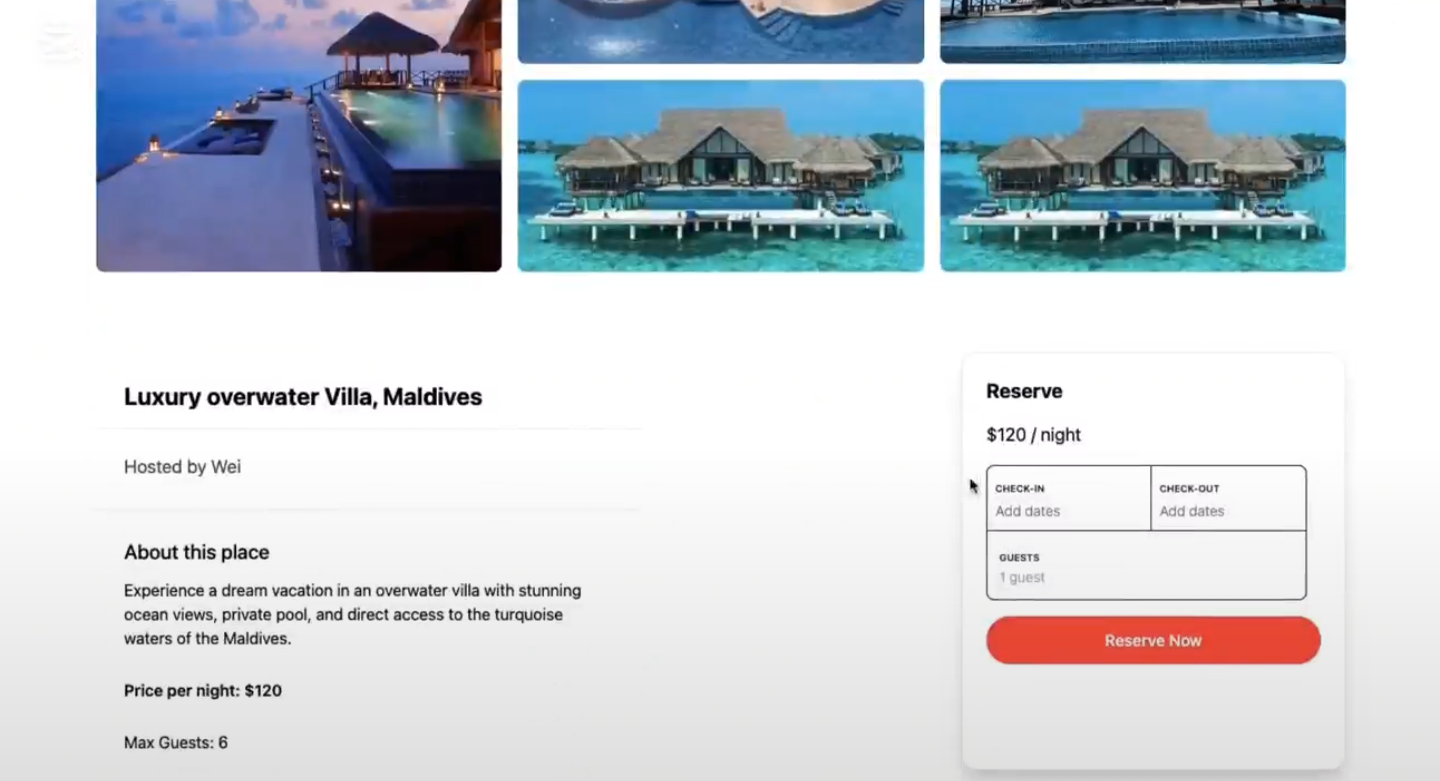 Luxury overwater Villa, Maldives
Hosted by Wei
About this place
Experience a dream vacation in an overwater villa with stunning
ocean views, private pool, and direct access to the turquoise
waters of the Maldives.
Price per night: $120
Max Guests: 6
Reserve
$120 / night
CHECK-IN
Add dates
CHECK-OUT
Add dates
GUESTS
1 guest
Reserve Now